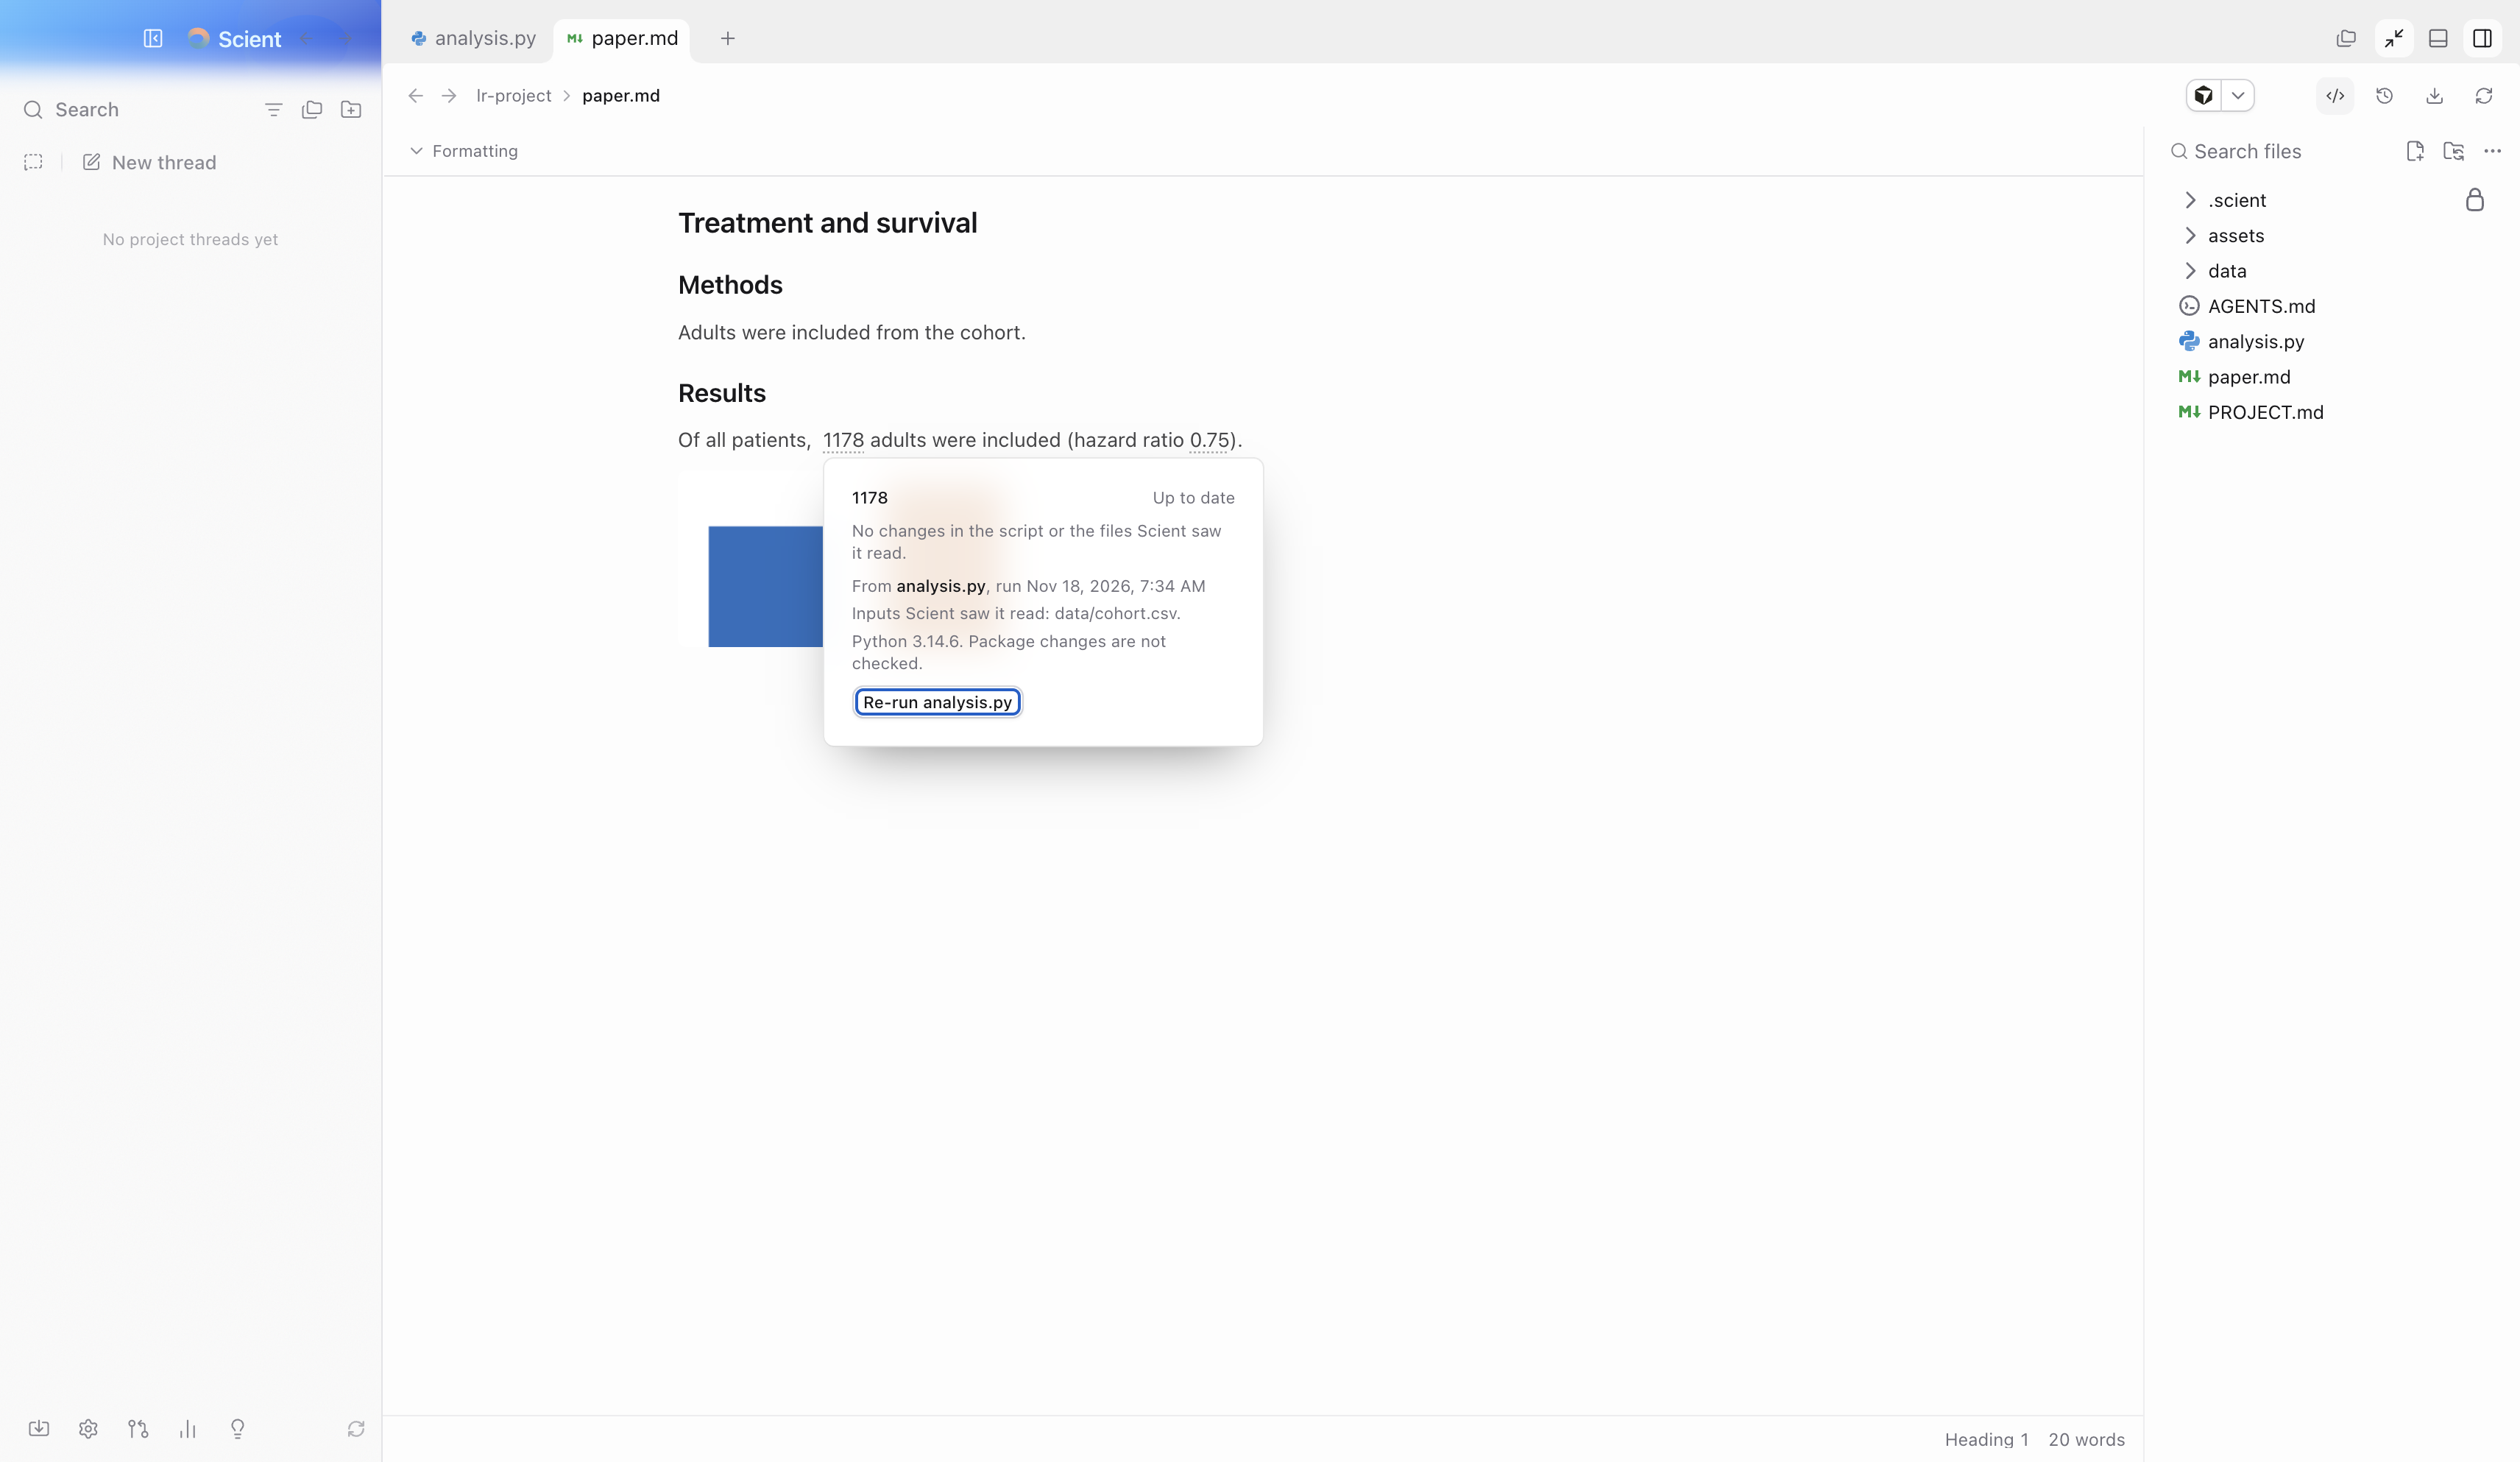 Scient
analysis.py
paper.md
Search
New thread
No project threads yet
lr-project > paper.md
Formatting
Treatment and survival
Methods
Adults were included from the cohort.
Results
Of all patients, 1178 adults were included (hazard ratio 0.75).
1178
Up to date
No changes in the script or the files Scient saw
it read.
From analysis.py, run Nov 18, 2026, 7:34 AM
Inputs Scient saw it read: data/cohort.csv.
Python 3.14.6. Package changes are not
checked.
Re-run analysis.py
Search files
.scient
assets
data
AGENTS.md
analysis.py
paper.md
PROJECT.md
Heading 1 20 words